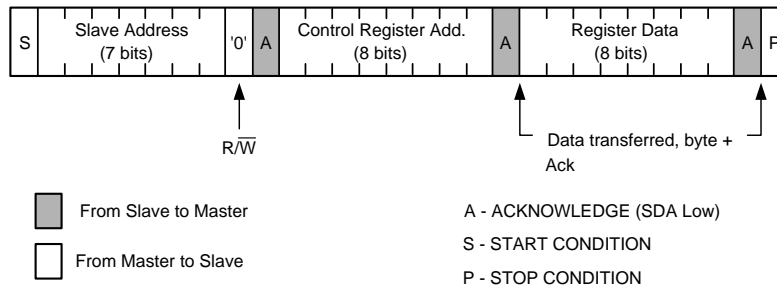 S Slave Address (7 bits) '0' A Control Register Add. (8 bits) A Register Data (8 bits) A P
R/W
Data transferred, byte +
Ack
From Slave to Master
From Master to Slave
A - ACKNOWLEDGE (SDA Low)
S - START CONDITION
P - STOP CONDITION